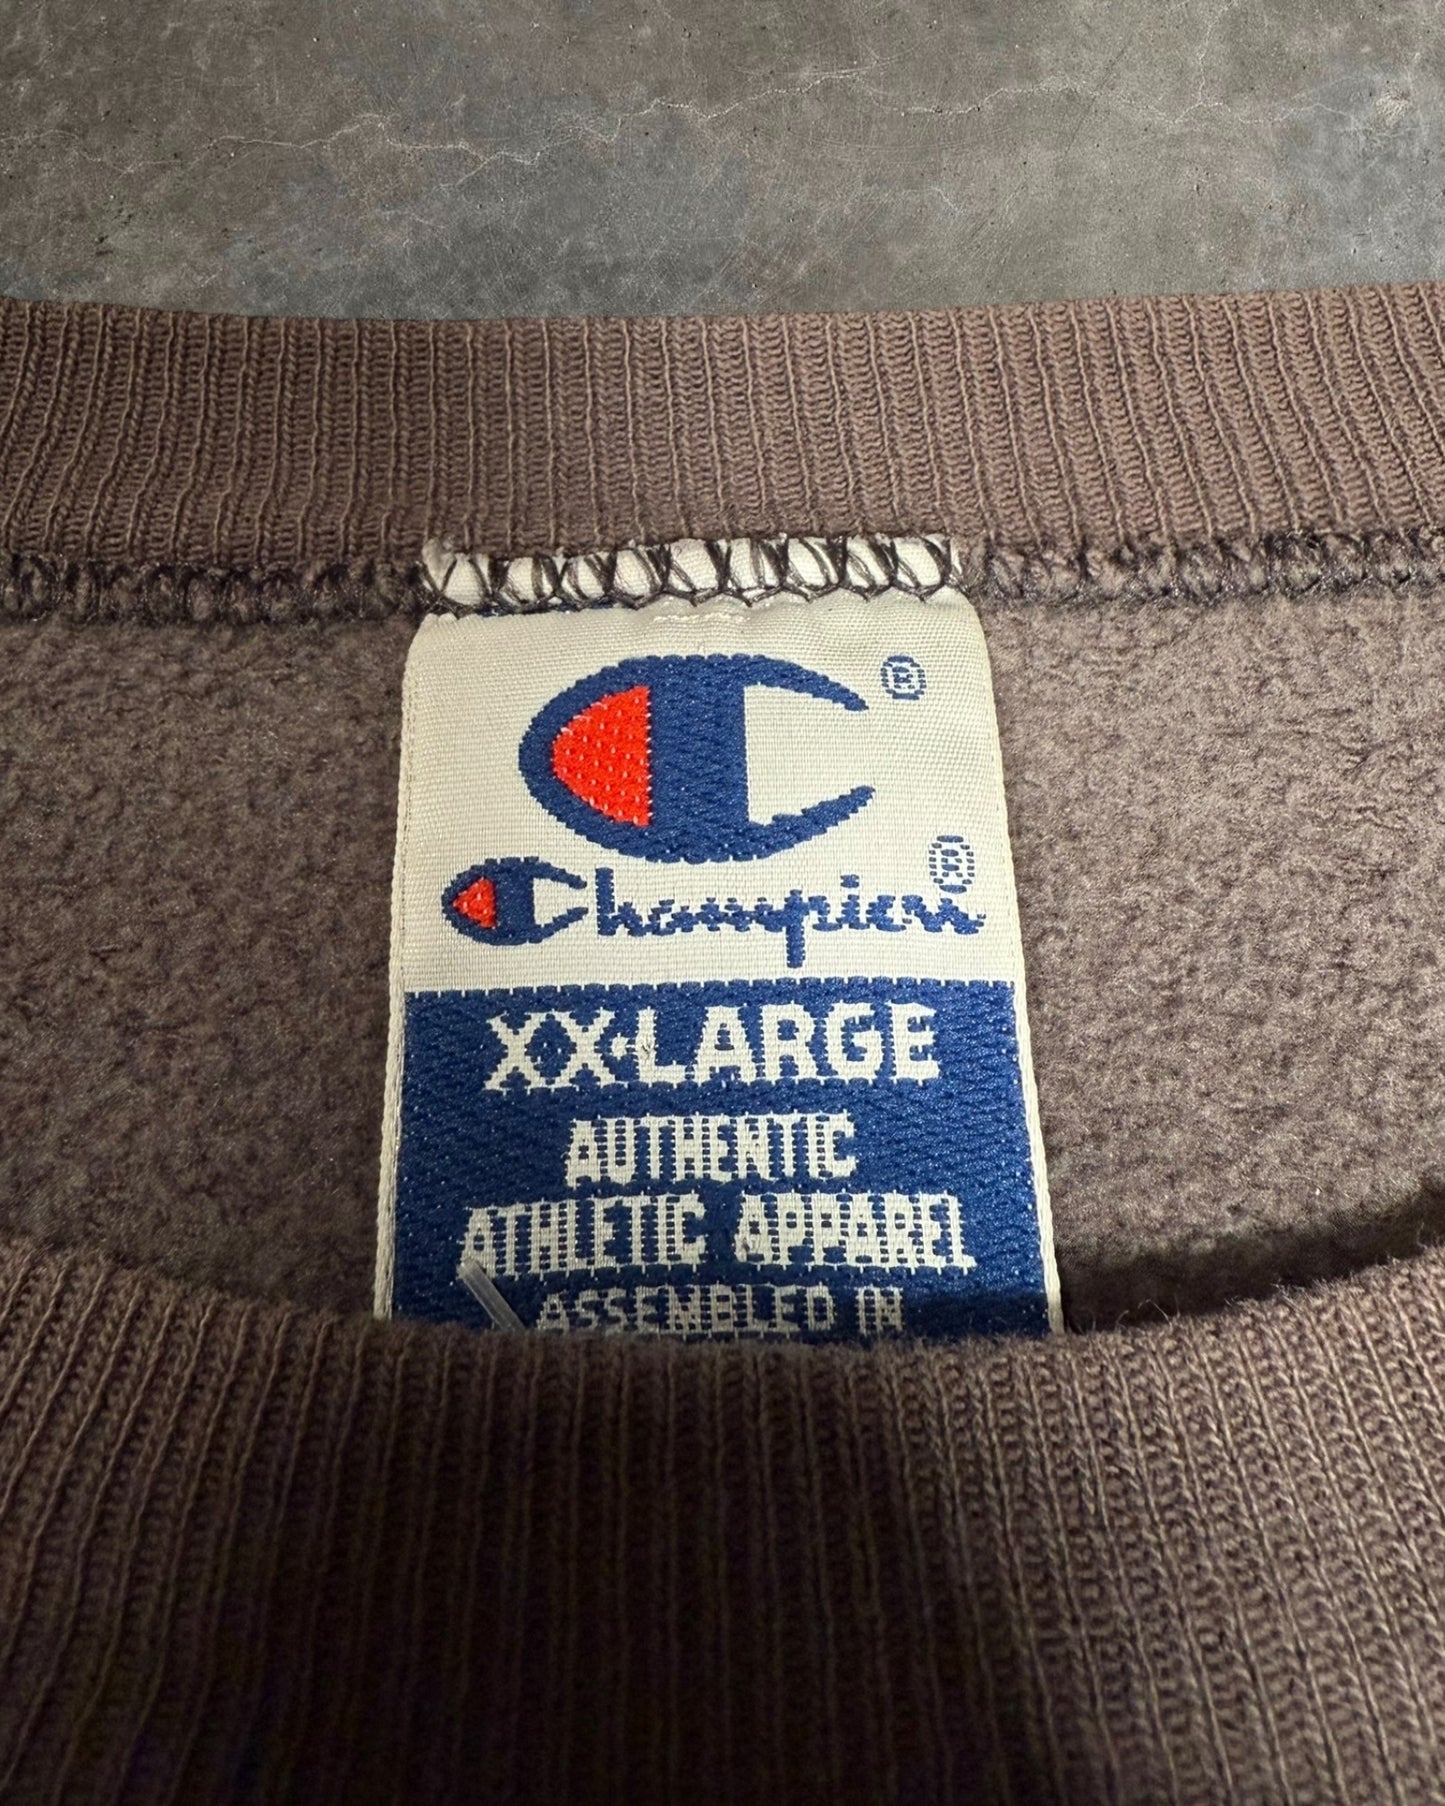 ®
Champion®
XX-LARGE
AUTHENTIC
ATHLETIC APPAREL
ASSEMBLED IN